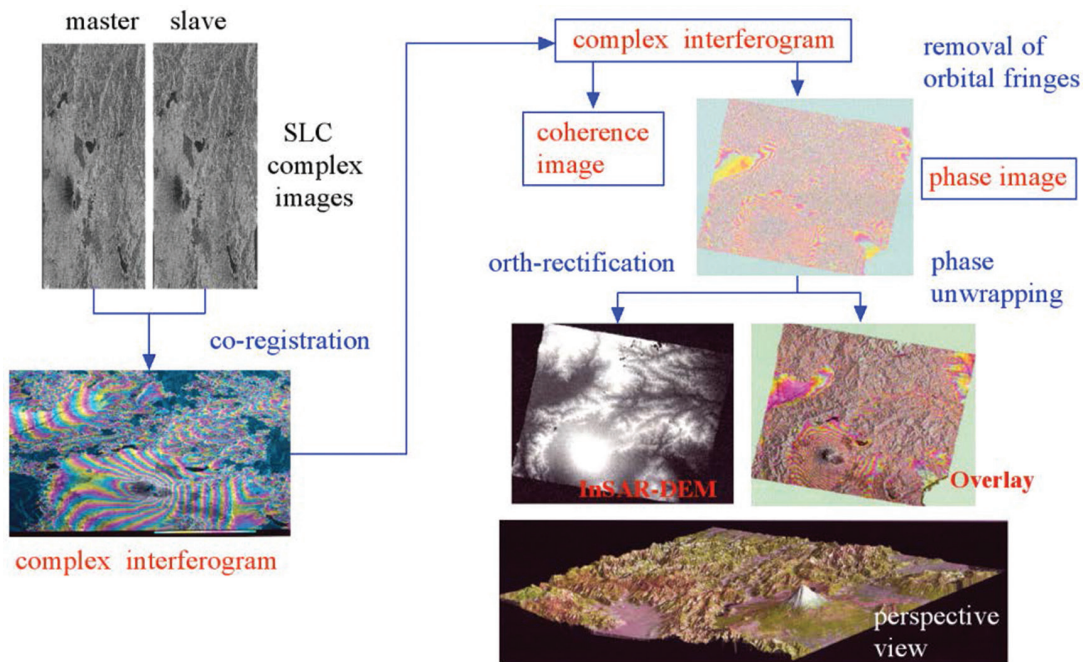 master slave
SLC
complex
images
co-registration
complex interferogram
complex interferogram
removal of
orbital fringes
coherence
image
phase image
orth-rectification
phase
unwrapping
InSAR-DEM
Overlay
perspective
view